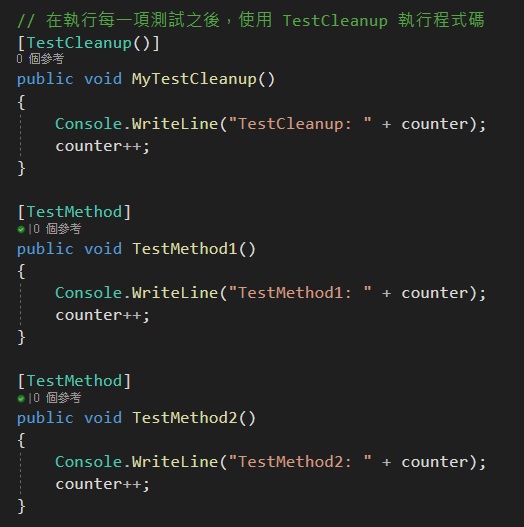 // 在執行每一項測試之後，使用 TestCleanup 執行程式碼
[TestCleanup()]
0 個參考
public void MyTestCleanup()
{
Console.WriteLine("TestCleanup: " + counter);
counter++;
}
[TestMethod]
|0 個參考
public void TestMethod1()
{
Console.WriteLine("TestMethod1: " + counter);
counter++;
}
[TestMethod]
|0 個參考
public void TestMethod2()
{
Console.WriteLine("TestMethod2: " + counter);
counter++;
}